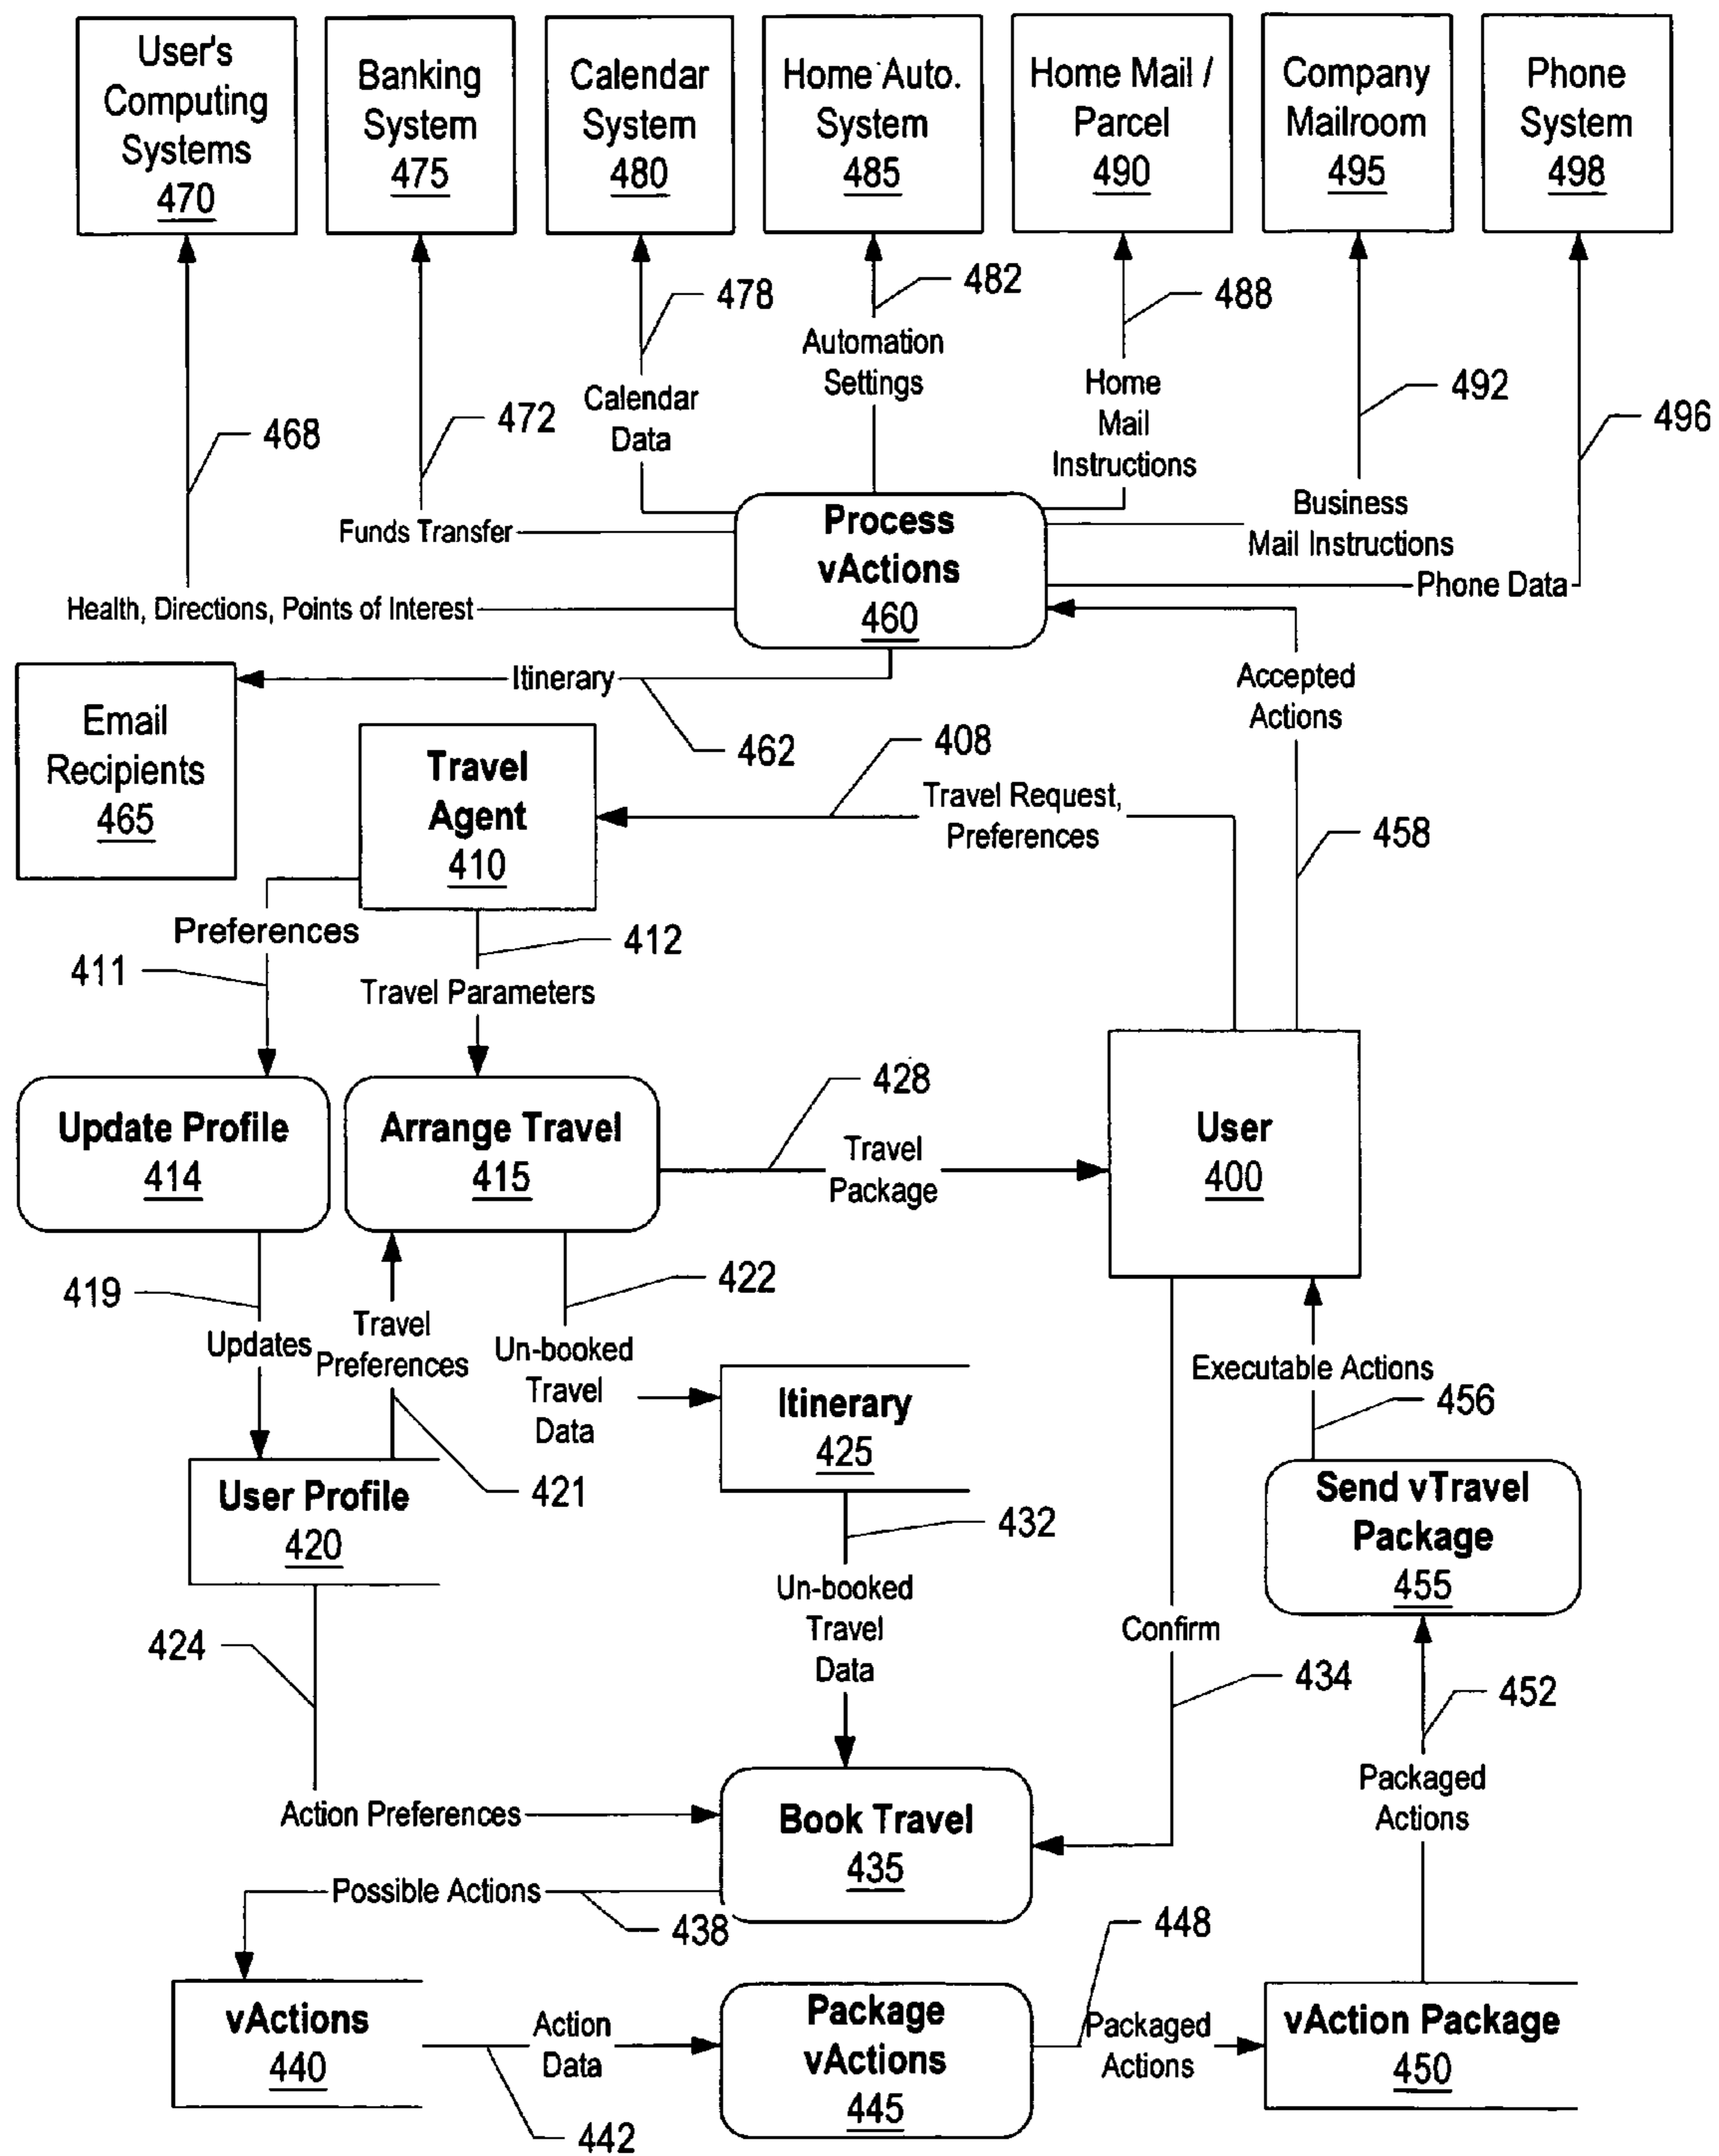 User's
Computing
Systems
470
Banking
System
475
Calendar
System
480
Home Auto.
System
485
Home Mail /
Parcel
490
Company
Mailroom
495
Phone
System
498
468
472
478
Calendar
Data
482
Automation
Settings
488
Home
Mail
Instructions
492
Business
Mail Instructions
496
Phone Data
Funds Transfer
Health, Directions, Points of Interest
Process
vActions
460
Itinerary
462
Email
Recipients
465
Accepted
Actions
458
Travel
Agent
410
408
Travel Request,
Preferences
Preferences
411
412
Travel Parameters
Update Profile
414
Arrange Travel
415
428
Travel
Package
User
400
419
Updates
Travel
Preferences
421
422
Un-booked
Travel
Data
Itinerary
425
Executable Actions
456
User Profile
420
432
Un-booked
Travel
Data
Send vTravel
Package
455
424
Action Preferences
Confirm
434
452
Packaged
Actions
Book Travel
435
Possible Actions
438
448
vActions
440
Action
Data
442
Package
vActions
445
Packaged
Actions
vAction Package
450